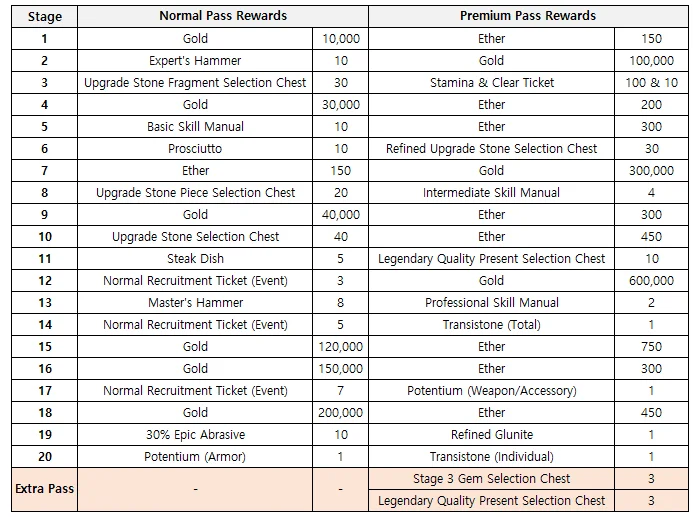 Stage Normal Pass Rewards Premium Pass Rewards
1 Gold 10,000 Ether 150
2 Expert's Hammer 10 Gold 100,000
3 Upgrade Stone Fragment Selection Chest 30 Stamina & Clear Ticket 100 & 10
4 Gold 30,000 Ether 200
5 Basic Skill Manual 10 Ether 300
6 Prosciutto 10 Refined Upgrade Stone Selection Chest 30
7 Ether 150 Gold 300,000
8 Upgrade Stone Piece Selection Chest 20 Intermediate Skill Manual 4
9 Gold 40,000 Ether 300
10 Upgrade Stone Selection Chest 40 Ether 450
11 Steak Dish 5 Legendary Quality Present Selection Chest 10
12 Normal Recruitment Ticket (Event) 3 Gold 600,000
13 Master's Hammer 8 Professional Skill Manual 2
14 Normal Recruitment Ticket (Event) 5 Transistone (Total) 1
15 Gold 120,000 Ether 750
16 Gold 150,000 Ether 300
17 Normal Recruitment Ticket (Event) 7 Potentium (Weapon/Accessory) 1
18 Gold 200,000 Ether 450
19 30% Epic Abrasive 10 Refined Glunite 1
20 Potentium (Armor) 1 Transistone (Individual) 1
Extra Pass - - Stage 3 Gem Selection Chest 3
Legendary Quality Present Selection Chest 3